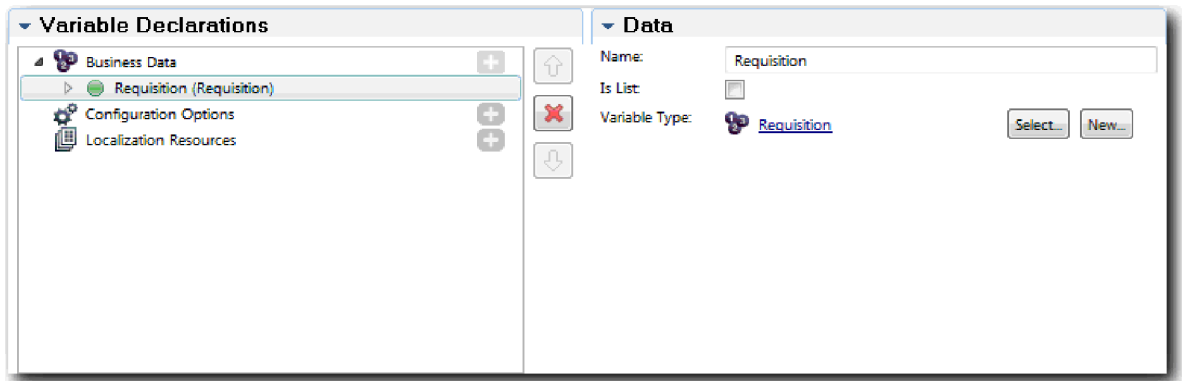 Variable Declarations
Business Data
Requisition (Requisition)
Configuration Options
Localization Resources
Data
Name:
Requisition
Is List:
Variable Type:
Requisition
Select...
New...